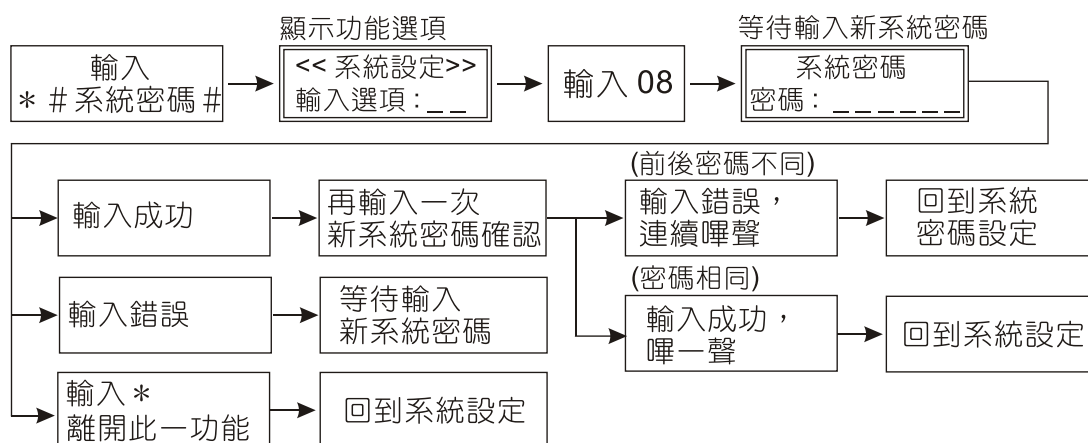 輸入
＊＃系統密碼＃
顯示功能選項
<< 系統設定>>
輸入選項：_ _
輸入 08
等待輸入新系統密碼
系統密碼
密碼：_ _ _ _ _ _
輸入成功
再輸入一次
新系統密碼確認
(前後密碼不同)
輸入錯誤，
連續嗶聲
回到系統
密碼設定
(密碼相同)
輸入成功，
嗶一聲
回到系統設定
輸入錯誤
等待輸入
新系統密碼
輸入＊
離開此一功能
回到系統設定